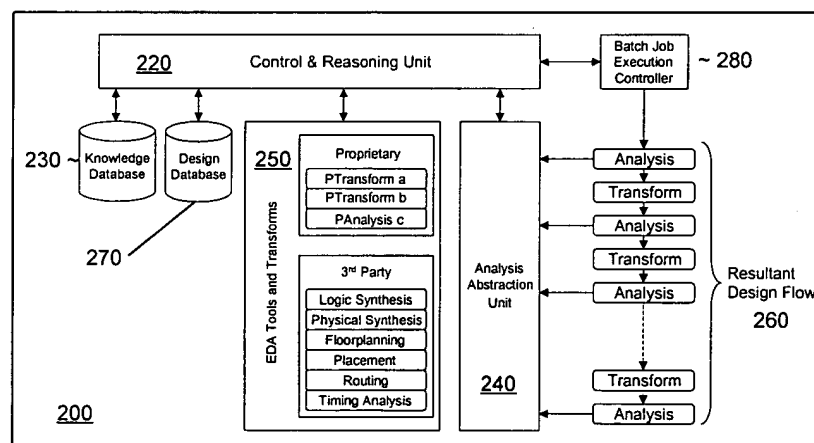 220 Control & Reasoning Unit
Batch Job
Execution
Controller
~ 280
230 ~
Knowledge
Database
Design
Database
270
250
EDA Tools and Transforms
Proprietary
PTransform a
PTransform b
PAnalysis c
3rd Party
Logic Synthesis
Physical Synthesis
Floorplanning
Placement
Routing
Timing Analysis
Analysis
Abstraction
Unit
240
Analysis
Transform
Analysis
Transform
Analysis
Transform
Analysis
Resultant
Design Flow
260
200